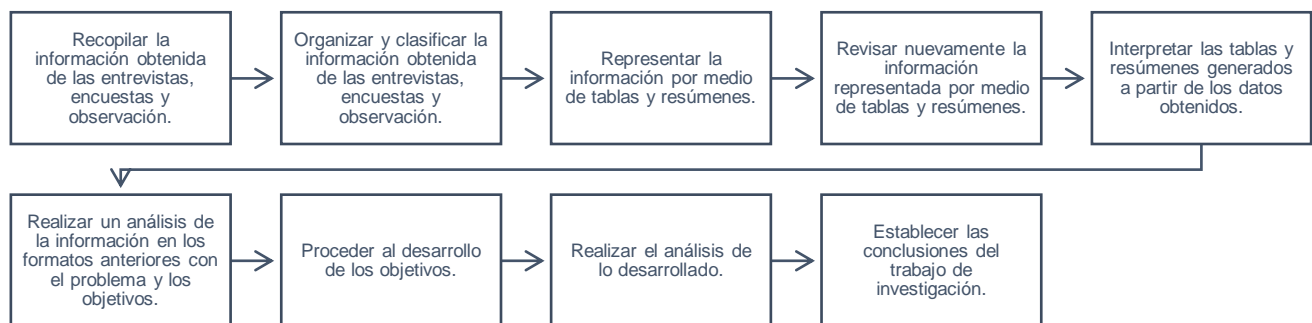 Recopilar la
información obtenida
de las entrevistas,
encuestas y
observación.
Organizar y clasificar la
información obtenida
de las entrevistas,
encuestas y
observación.
Representar la
información por medio
de tablas y resúmenes.
Revisar nuevamente la
información
representada por medio
de tablas y resúmenes.
Interpretar las tablas y
resúmenes generados
a partir de los datos
obtenidos.
Realizar un análisis de
la información en los
formatos anteriores con
el problema y los
objetivos.
Proceder al desarrollo
de los objetivos.
Realizar el análisis de
lo desarrollado.
Establecer las
conclusiones del
trabajo de
investigación.